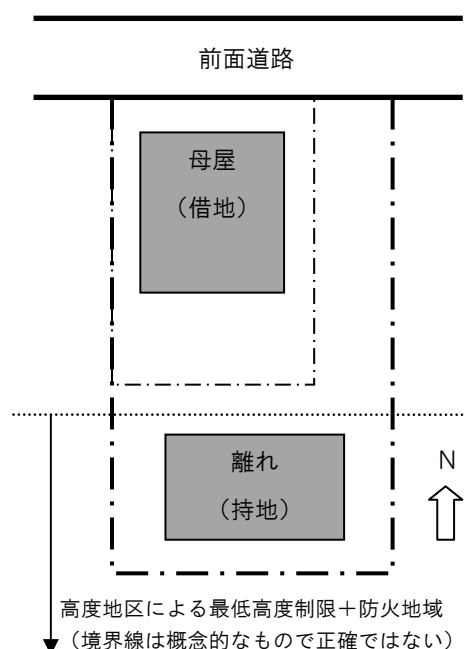 前面道路
母屋
（借地）
離れ
（持地）
N
高度地区による最低高度制限＋防火地域
（境界線は概念的なもので正確ではない）